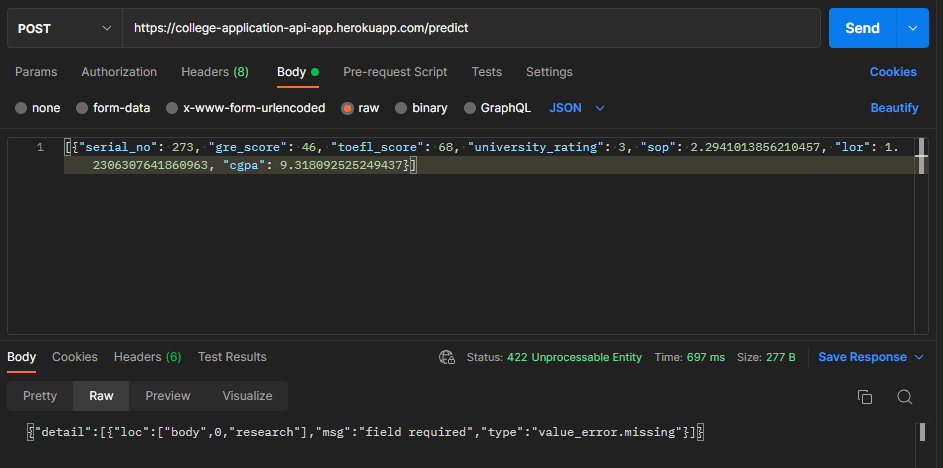 POST https://college-application-api-app.herokuapp.com/predict Send
Params Authorization Headers (8) Body Pre-request Script Tests Settings Cookies
none form-data x-www-form-urlencoded raw binary GraphQL JSON Beautify
1 [{"serial_no": 273, "gre_score": 46, "toefl_score": 68, "university_rating": 3, "sop": 2.2941013856210457, "lor": 1.
2306307641860963, "cgpa": 9.318092525249437}]
Body Cookies Headers (6) Test Results Status: 422 Unprocessable Entity Time: 697 ms Size: 277 B Save Response
Pretty Raw Preview Visualize
{"detail":[{"loc":["body",0,"research"],"msg":"field required","type":"value_error.missing"}]}